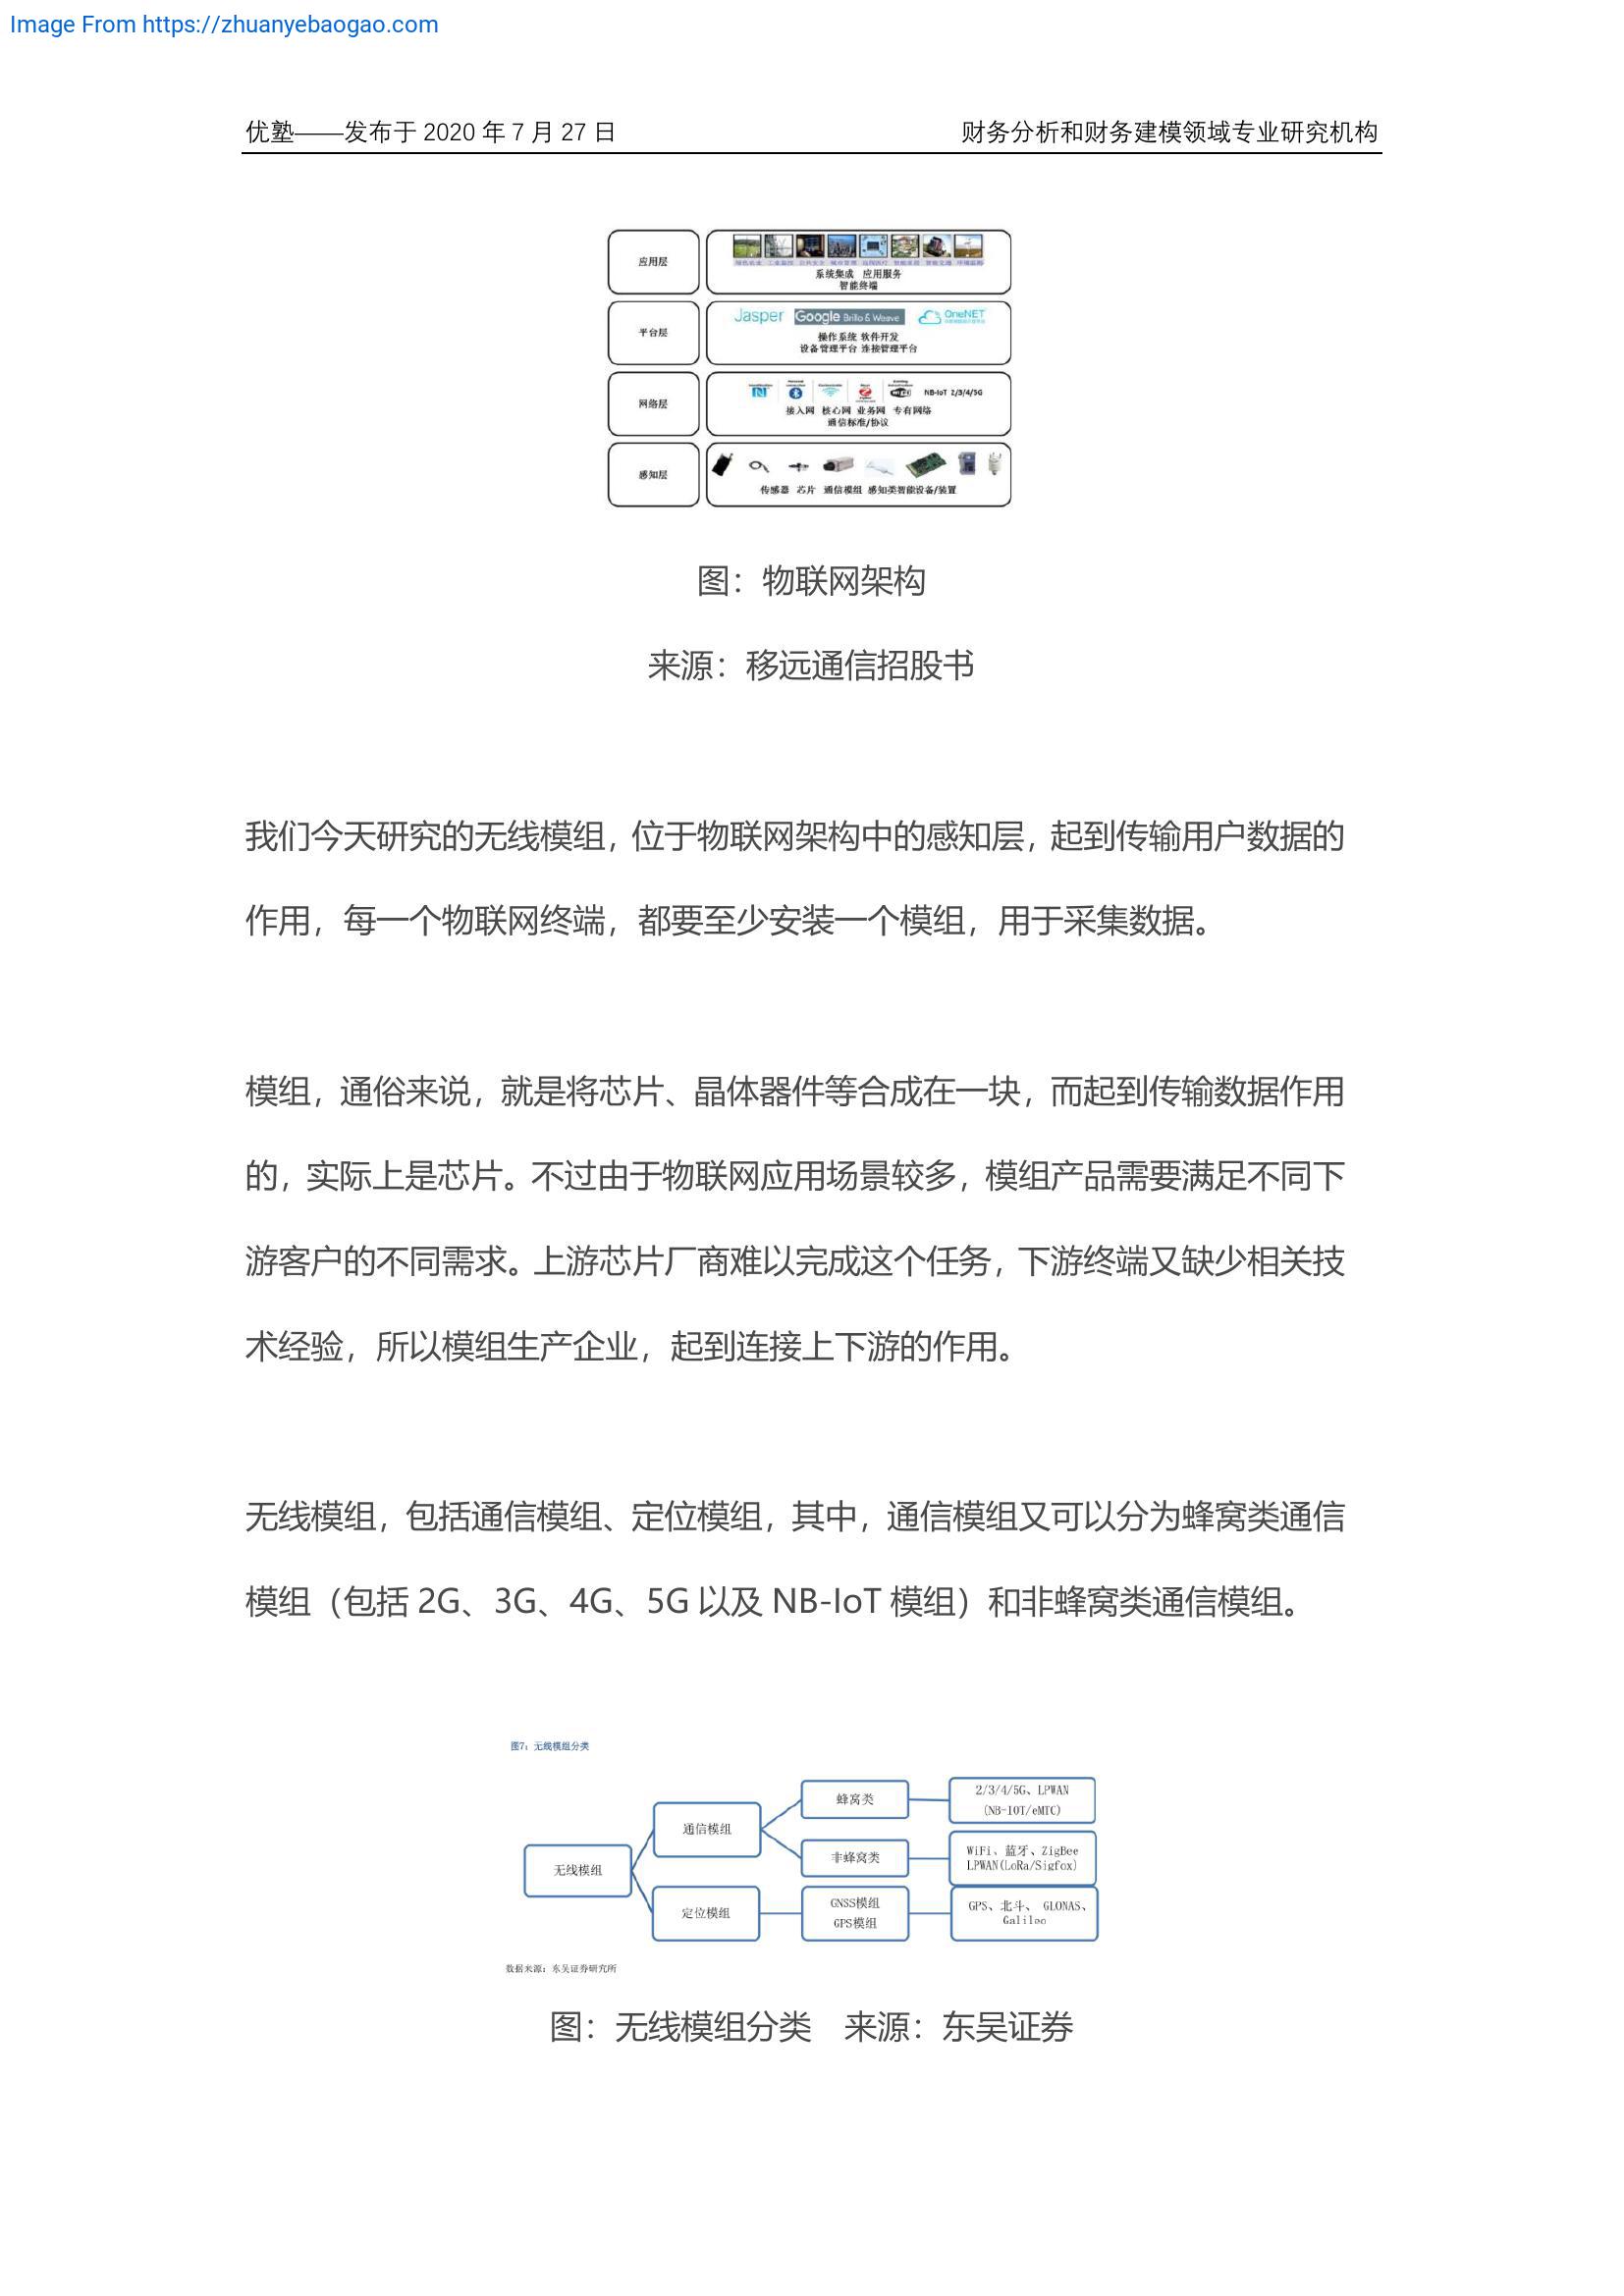 Image From https://zhuanyebaogao.com
优塾——发布于 2020 年 7 月 27 日
财务分析和财务建模领域专业研究机构
应用层
系统集成 应用服务
智能终端
平台层
Jasper Google Brillo & Weave OneNET
操作系统 软件开发
设备管理平台 连接管理平台
网络层
NB-IoT 2/3/4/5G
接入网 核心网 业务网 专有网络
通信标准/协议
感知层
传感器 芯片 通信模组 感知类智能设备/装置
图：物联网架构
来源：移远通信招股书
我们今天研究的无线模组，位于物联网架构中的感知层，起到传输用户数据的
作用，每一个物联网终端，都要至少安装一个模组，用于采集数据。
模组，通俗来说，就是将芯片、晶体器件等合成在一块，而起到传输数据作用
的，实际上是芯片。不过由于物联网应用场景较多，模组产品需要满足不同下
游客户的不同需求。上游芯片厂商难以完成这个任务，下游终端又缺少相关技
术经验，所以模组生产企业，起到连接上下游的作用。
无线模组，包括通信模组、定位模组，其中，通信模组又可以分为蜂窝类通信
模组（包括 2G、3G、4G、5G 以及 NB-IoT 模组）和非蜂窝类通信模组。
图7：无线模组分类
无线模组
通信模组
蜂窝类
2/3/4/5G、LPWAN
(NB-IOT/eMTC)
非蜂窝类
WiFi、蓝牙、ZigBee
LPWAN(LoRa/Sigfox)
定位模组
GNSS模组
GPS模组
GPS、北斗、 GLONAS、
Galileo
数据来源：东吴证券研究所
图：无线模组分类 来源：东吴证券